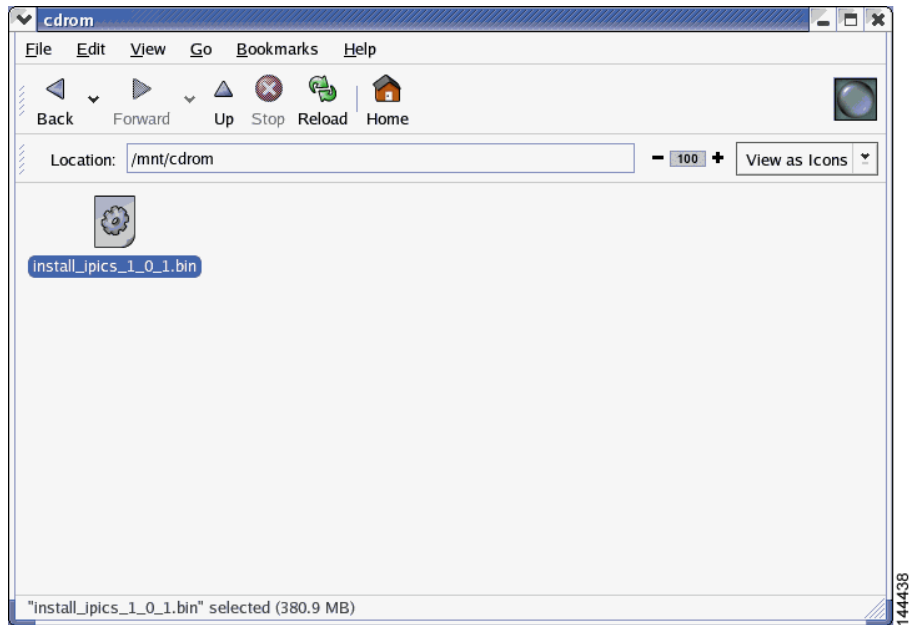 cdrom
File Edit View Go Bookmarks Help
Back Forward Up Stop Reload Home
Location: /mnt/cdrom 100 View as Icons
install_ipics_1_0_1.bin
"install_ipics_1_0_1.bin" selected (380.9 MB)
144438